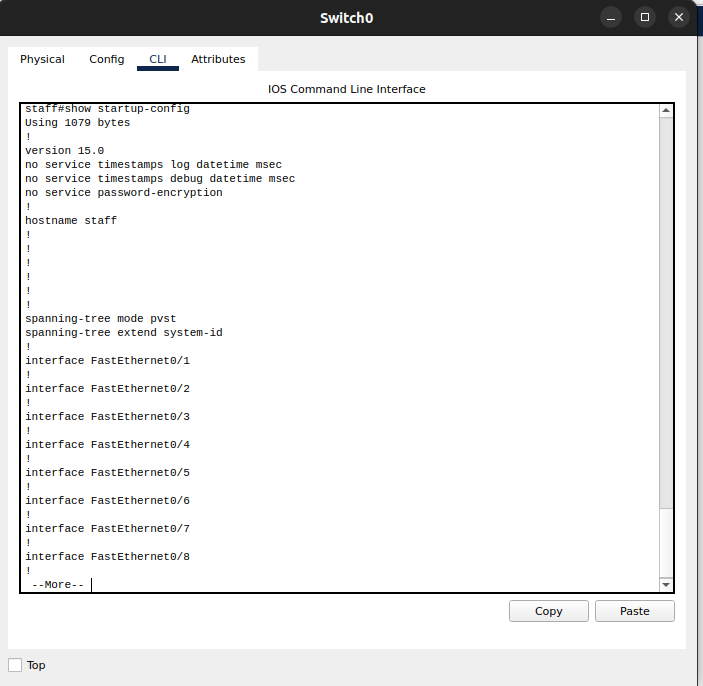 Switch0
Physical Config CLI Attributes
IOS Command Line Interface
staff#show startup-config
Using 1079 bytes
!
version 15.0
no service timestamps log datetime msec
no service timestamps debug datetime msec
no service password-encryption
!
hostname staff
!
!
!
!
!
!
spanning-tree mode pvst
spanning-tree extend system-id
!
interface FastEthernet0/1
!
interface FastEthernet0/2
!
interface FastEthernet0/3
!
interface FastEthernet0/4
!
interface FastEthernet0/5
!
interface FastEthernet0/6
!
interface FastEthernet0/7
!
interface FastEthernet0/8
!
--More--
Copy Paste
Top